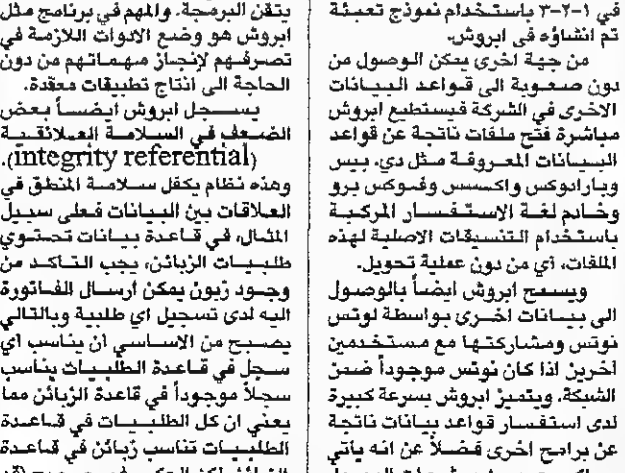 في ١-٢-٣ باستخدام نموذج تعبئة
تم انشاؤه في ابروش.
من جهة اخرى يمكن الوصول من
دون صعوبة الى قواعد البيانات
الاخرى في الشركة فيستطيع ابروش
مباشرة فتح ملفات ناتجة عن قواعد
البيانات المعروفة مثل دي. بيس
وبارادوكس واكسس وفوكس برو
وخادم لغة الاستفسار المركبة
باستخدام التنسيقات الاصلية لهذه
الملفات، أي من دون عملية تحويل.
ويسمح ابروش ايضاً بالوصول
الى بيانات اخرى بواسطة لوتس
نوتس ومشاركتها مع مستخدمين
آخرين اذا كان نوتس موجوداً ضمن
الشبكة. ويتميز ابروش بسرعة كبيرة
لدى استفسار قواعد بيانات ناتجة
عن برامج اخرى فضلاً عن انه يأتي
يتقن البرمجة. والمهم في برنامج مثل
ابروش هو وضع الادوات اللازمة في
تصرفهم لإنجاز مهماتهم من دون
الحاجة الى انتاج تطبيقات معقدة.
يسجل ابروش أيضاً بعض
الضعف في السلامة العلائقية
(integrity referential).
وهذه نظام يكفل سلامة المنطق في
العلاقات بين البيانات فعلى سبيل
المثال، في قاعدة بيانات تحتوي
طلبيات الزبائن، يجب التاكد من
وجود زبون يمكن ارسال الفاتورة
اليه لدى تسجيل اي طلبية وبالتالي
يصبح من الاساسي ان يناسب اي
سجل في قاعدة الطلبيات يناسب
سجلاً موجوداً في قاعدة الزبائن مما
يعني ان كل الطلبيات في قاعدة
الطلبيات تناسب زبائن في قاعدة